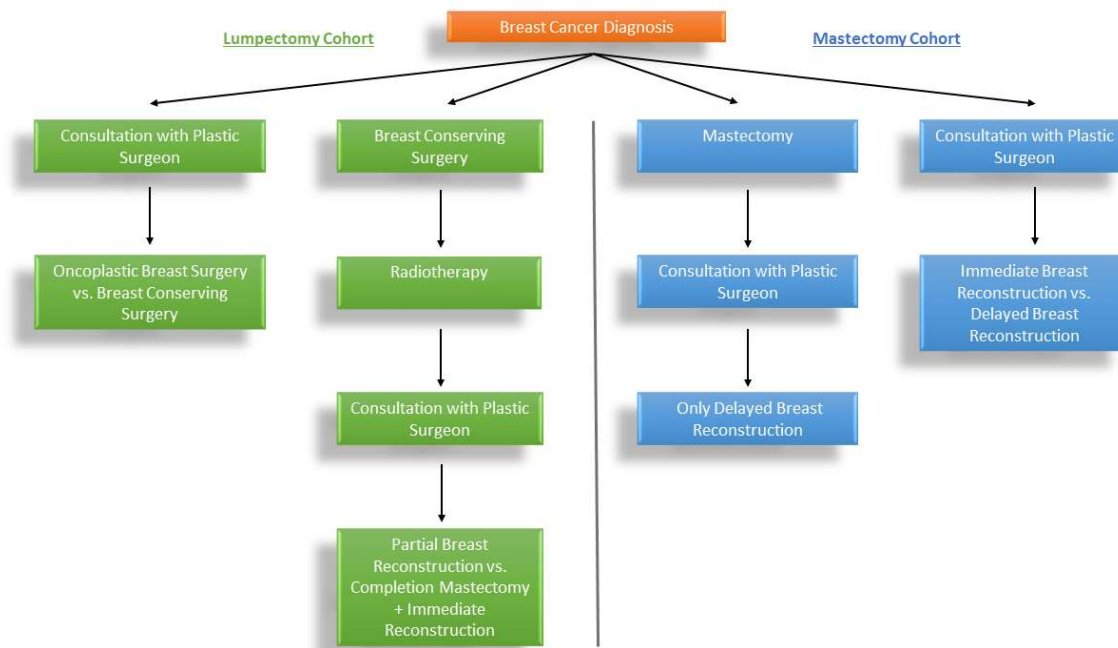 Breast Cancer Diagnosis
Lumpectomy Cohort
Mastectomy Cohort
Consultation with Plastic
Surgeon
Breast Conserving
Surgery
Mastectomy
Consultation with Plastic
Surgeon
Oncoplastic Breast Surgery
vs. Breast Conserving
Surgery
Radiotherapy
Consultation with Plastic
Surgeon
Immediate Breast
Reconstruction vs.
Delayed Breast
Reconstruction
Consultation with Plastic
Surgeon
Only Delayed Breast
Reconstruction
Partial Breast
Reconstruction vs.
Completion Mastectomy
+ Immediate
Reconstruction